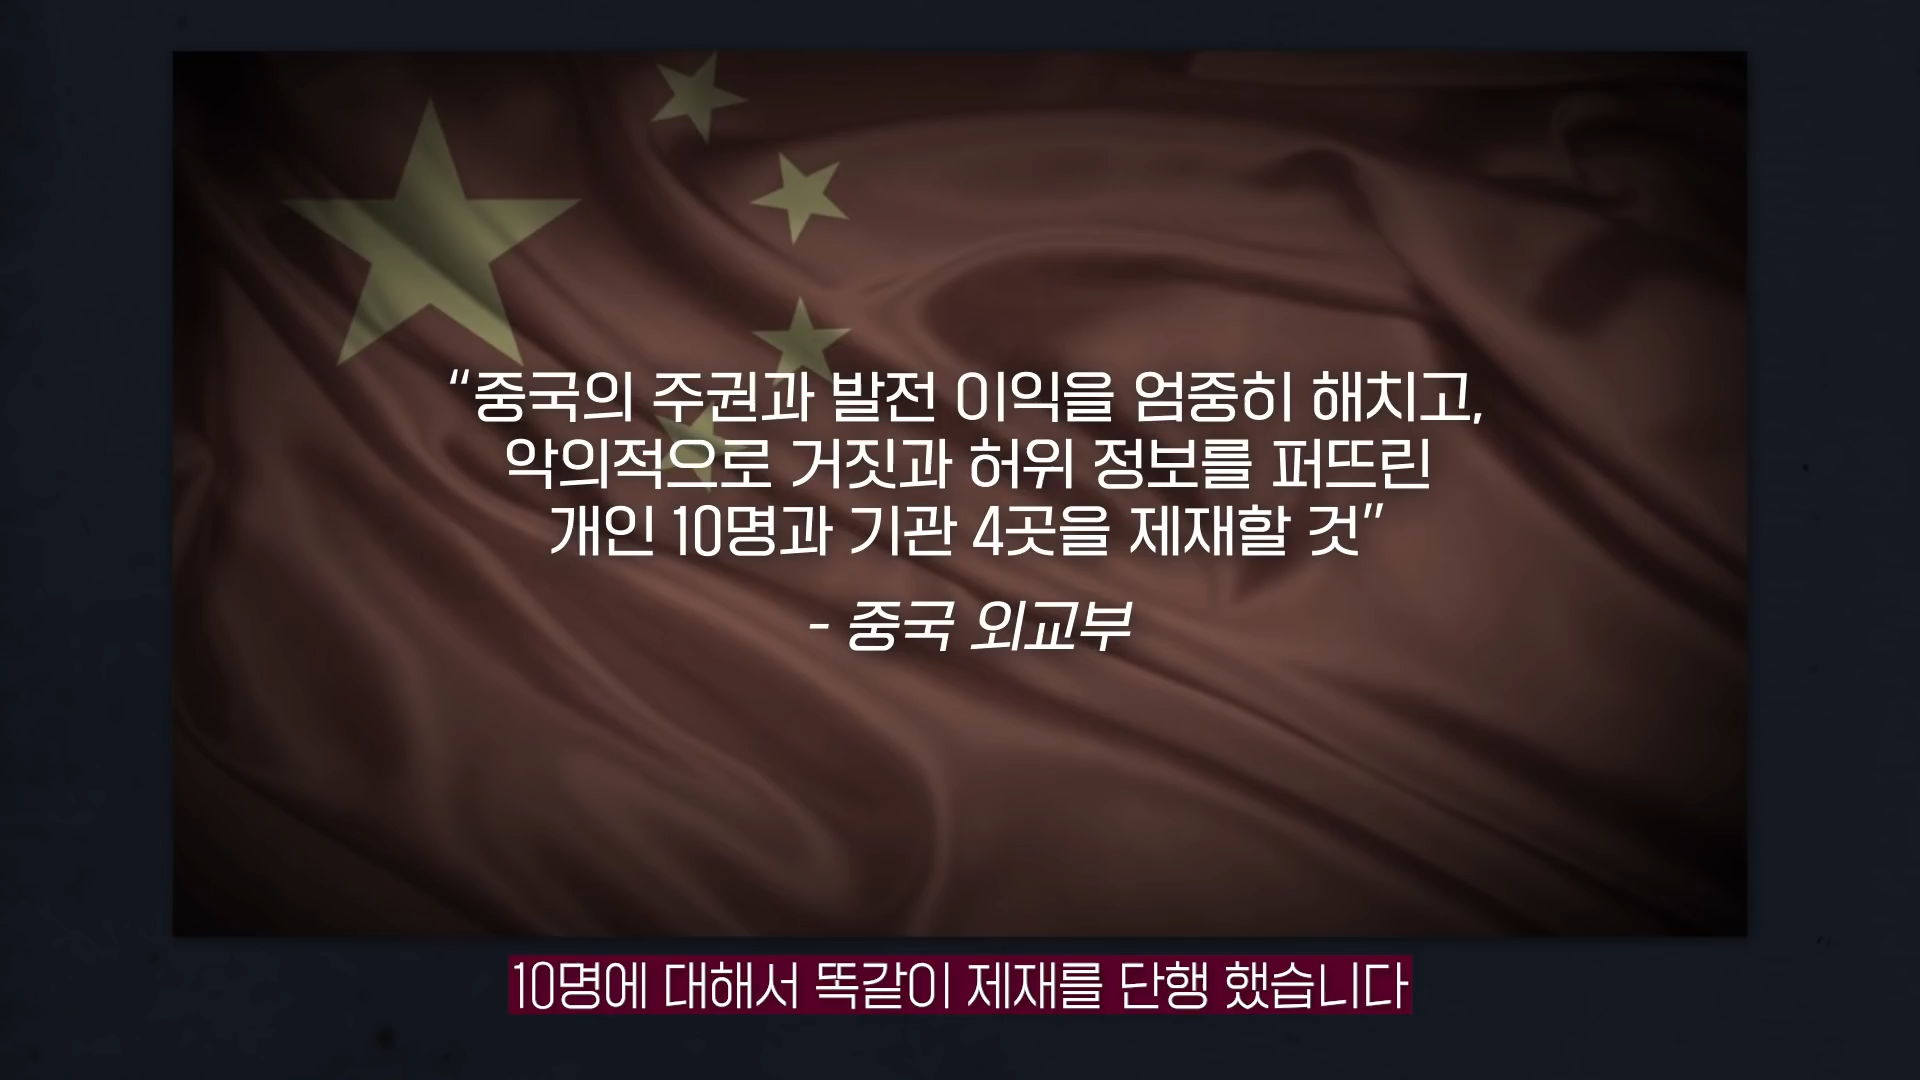 “중국의 주권과 발전 이익을 엄중히 해치고,
악의적으로 거짓과 허위 정보를 퍼뜨린
개인 10명과 기관 4곳을 제재할 것”
- 중국 외교부
10명에 대해서 똑같이 제재를 단행 했습니다